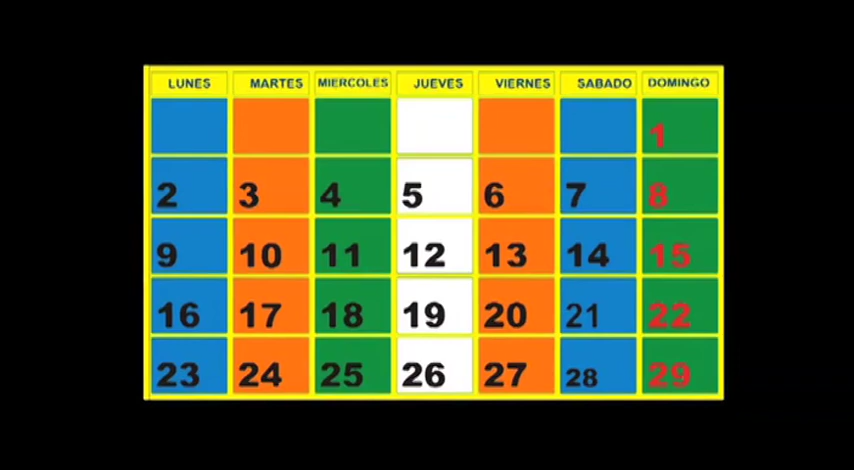 LUNES MARTES MIERCOLES JUEVES VIERNES SABADO DOMINGO
1
2 3 4 5 6 7 8
9 10 11 12 13 14 15
16 17 18 19 20 21 22
23 24 25 26 27 28 29